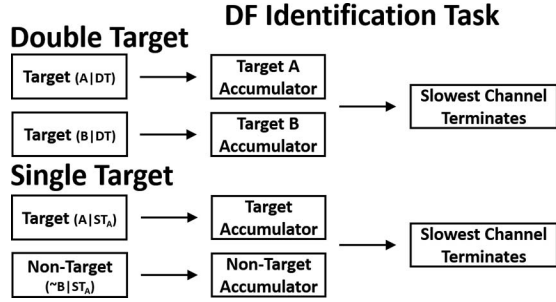 DF Identification Task
Double Target
Target (A|DT)
Target A
Accumulator
Slowest Channel
Terminates
Target (B|DT)
Target B
Accumulator
Single Target
Target (A|STA)
Target
Accumulator
Slowest Channel
Terminates
Non-Target
(~B|STA)
Non-Target
Accumulator